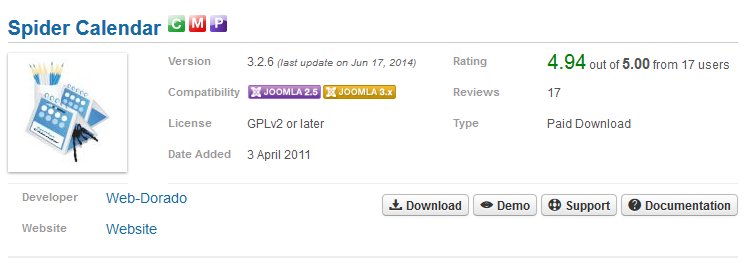 Spider Calendar C M P
Version 3.2.6 (last update on Jun 17, 2014) Rating 4.94 out of 5.00 from 17 users
Compatibility JOOMLA 2.5 JOOMLA 3.x Reviews 17
License GPLv2 or later Type Paid Download
Date Added 3 April 2011
Developer Web-Dorado Download Demo Support Documentation
Website Website